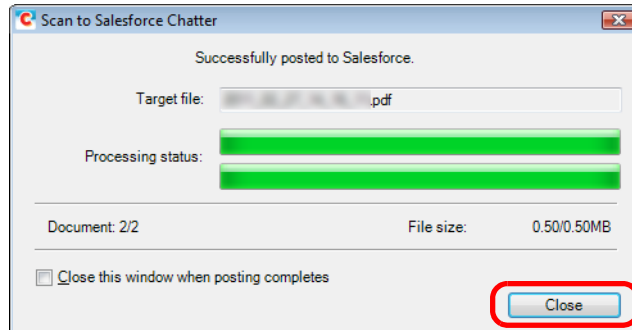 Scan to Salesforce Chatter
Successfully posted to Salesforce.
Target file: .pdf
Processing status:
Document: 2/2 File size: 0.50/0.50MB
Close this window when posting completes
Close